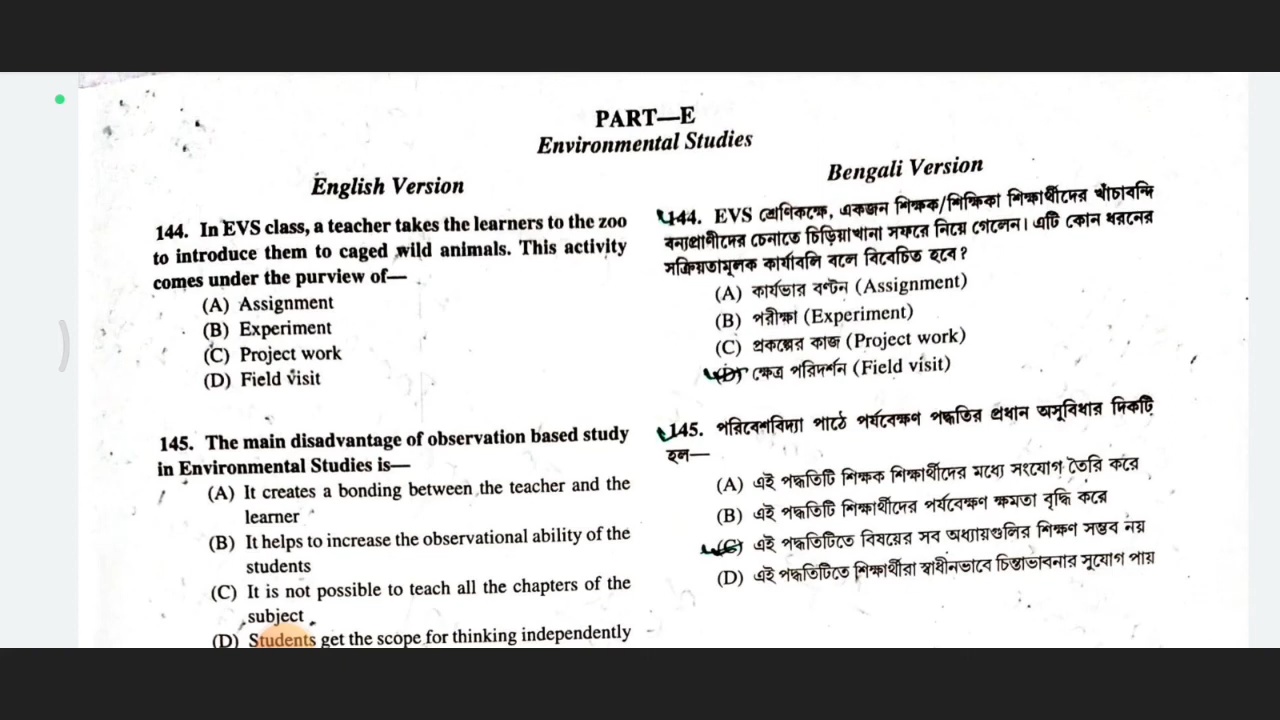 PART—E
Environmental Studies
English Version
144. In EVS class, a teacher takes the learners to the zoo
to introduce them to caged wild animals. This activity
comes under the purview of—
(A) Assignment
(B) Experiment
(C) Project work
(D) Field visit
145. The main disadvantage of observation based study
in Environmental Studies is—
(A) It creates a bonding between the teacher and the
learner
(B) It helps to increase the observational ability of the
students
(C) It is not possible to teach all the chapters of the
subject
(D) Students get the scope for thinking independently
Bengali Version
144. EVS শ্রেণিকক্ষে, একজন শিক্ষক/শিক্ষিকা শিক্ষার্থীদের খাঁচাবন্দি
বন্যপ্রাণীদের চেনাতে চিড়িয়াখানা সফরে নিয়ে গেলেন। এটি কোন ধরনের
সক্রিয়তামূলক কার্যাবলি বলে বিবেচিত হবে?
(A) কার্যভার বণ্টন (Assignment)
(B) পরীক্ষা (Experiment)
(C) প্রকল্পের কাজ (Project work)
(D) ক্ষেত্র পরিদর্শন (Field visit)
145. পরিবেশবিদ্যা পাঠে পর্যবেক্ষণ পদ্ধতির প্রধান অসুবিধার দিকটি
হল—
(A) এই পদ্ধতিটি শিক্ষক শিক্ষার্থীদের মধ্যে সংযোগ তৈরি করে
(B) এই পদ্ধতিটি শিক্ষার্থীদের পর্যবেক্ষণ ক্ষমতা বৃদ্ধি করে
(C) এই পদ্ধতিটিতে বিষয়ের সব অধ্যায়গুলির শিক্ষণ সম্ভব নয়
(D) এই পদ্ধতিটিতে শিক্ষার্থীরা স্বাধীনভাবে চিন্তাভাবনার সুযোগ পায়